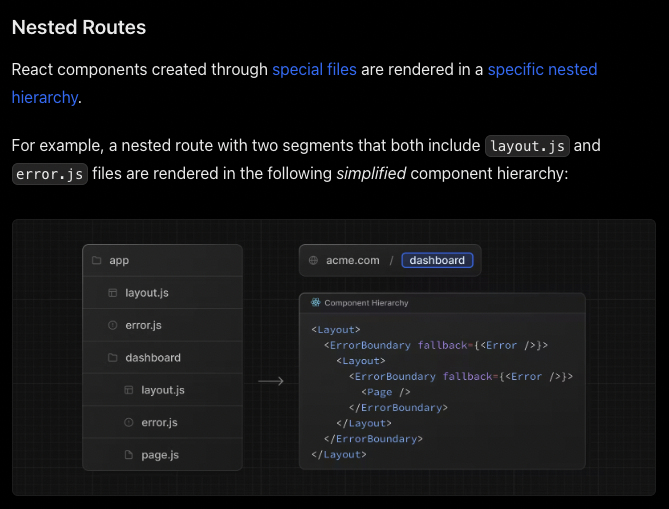 Nested Routes
React components created through special files are rendered in a specific nested
hierarchy.
For example, a nested route with two segments that both include layout.js and
error.js files are rendered in the following simplified component hierarchy:
app
layout.js
error.js
dashboard
layout.js
error.js
page.js
acme.com / dashboard
Component Hierarchy
<Layout>
  <ErrorBoundary fallback={<Error />}>
    <Layout>
      <ErrorBoundary fallback={<Error />}>
        <Page />
      </ErrorBoundary>
    </Layout>
  </ErrorBoundary>
</Layout>